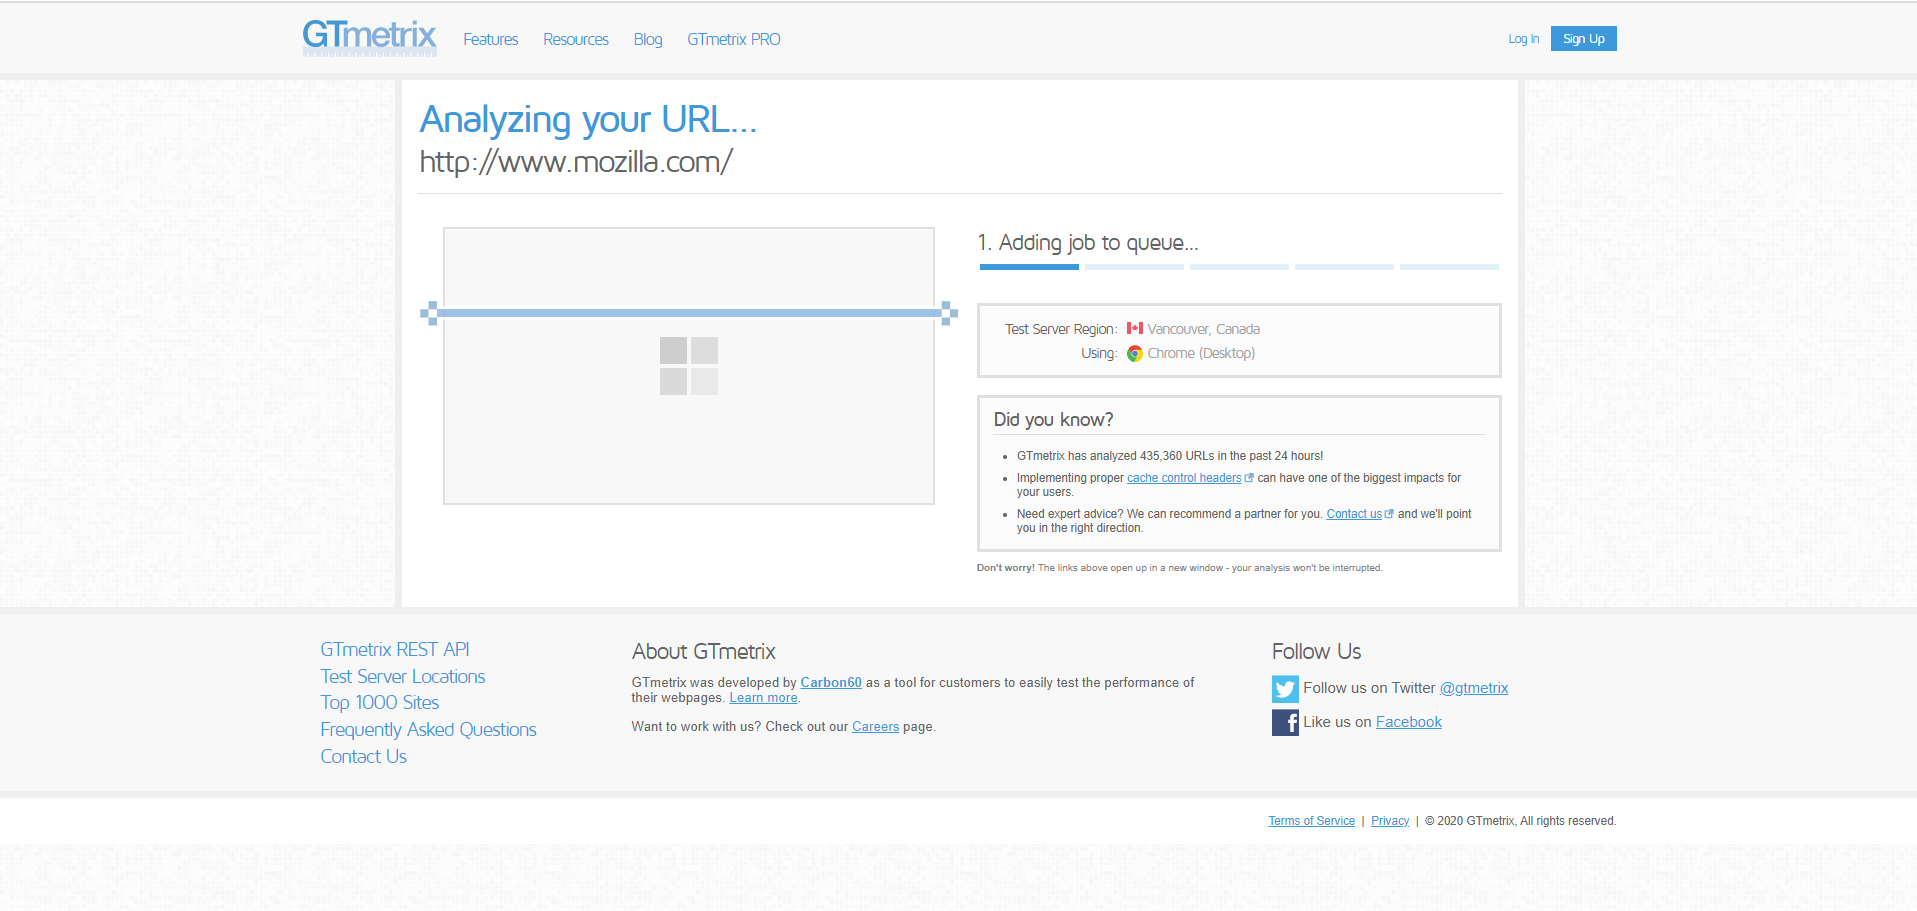 GTmetrix
Features
Resources
Blog
GTmetrix PRO
Log In
Sign Up
Analyzing your URL...
http://www.mozilla.com/
1. Adding job to queue...
Test Server Region: Vancouver, Canada
Using: Chrome (Desktop)
Did you know?
GTmetrix has analyzed 435,360 URLs in the past 24 hours!
Implementing proper cache control headers can have one of the biggest impacts for
your users.
Need expert advice? We can recommend a partner for you. Contact us and we'll point
you in the right direction.
Don't worry! The links above open up in a new window - your analysis won't be interrupted.
GTmetrix REST API
Test Server Locations
Top 1000 Sites
Frequently Asked Questions
Contact Us
About GTmetrix
GTmetrix was developed by Carbon60 as a tool for customers to easily test the performance of
their webpages. Learn more.
Want to work with us? Check out our Careers page.
Follow Us
Follow us on Twitter @gtmetrix
Like us on Facebook
Terms of Service | Privacy | © 2020 GTmetrix, All rights reserved.